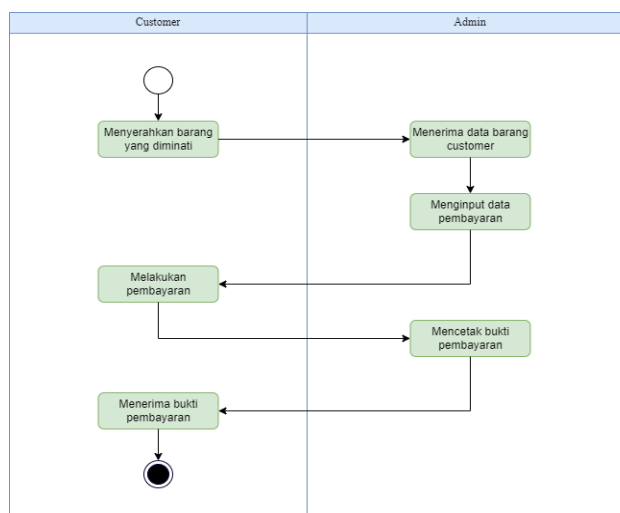 Customer
Admin
Menyerahkan barang
yang diminati
Menerima data barang
customer
Menginput data
pembayaran
Melakukan
pembayaran
Mencetak bukti
pembayaran
Menerima bukti
pembayaran